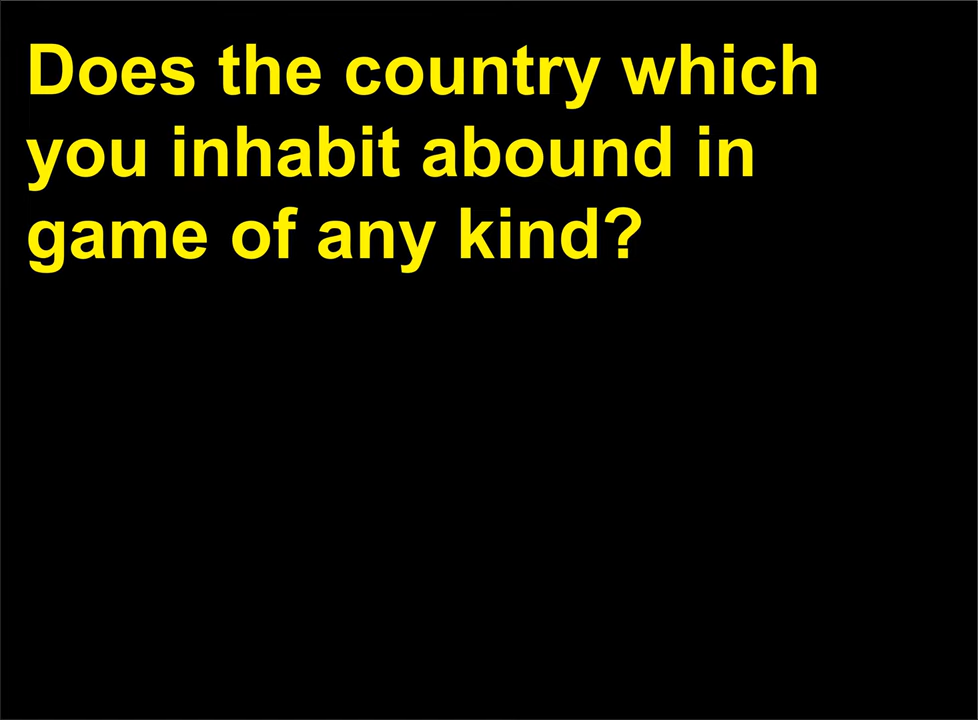 Does the country which
you inhabit abound in
game of any kind?